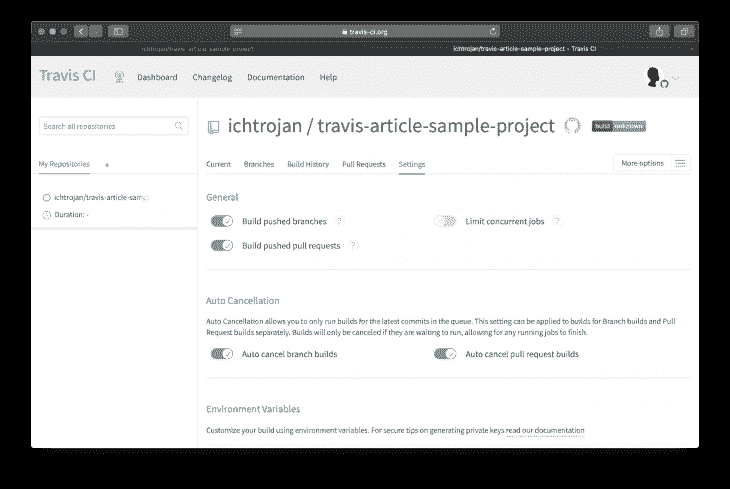 travis-ci.org
ichtrojan/travis-article-sample-project
ichtrojan/travis-article-sample-project - Travis CI
Travis CI
Dashboard
Changelog
Documentation
Help
Search all repositories
My Repositories
+
ichtrojan/travis-article-samp
Duration: -
ichtrojan / travis-article-sample-project
build unknown
Current
Branches
Build History
Pull Requests
Settings
More options
General
Build pushed branches ?
Limit concurrent jobs ?
Build pushed pull requests ?
Auto Cancellation
Auto Cancellation allows you to only run builds for the latest commits in the queue. This setting can be applied to builds for Branch builds and Pull
Request builds separately. Builds will only be canceled if they are waiting to run, allowing for any running jobs to finish.
Auto cancel branch builds
Auto cancel pull request builds
Environment Variables
Customize your build using environment variables. For secure tips on generating private keys read our documentation